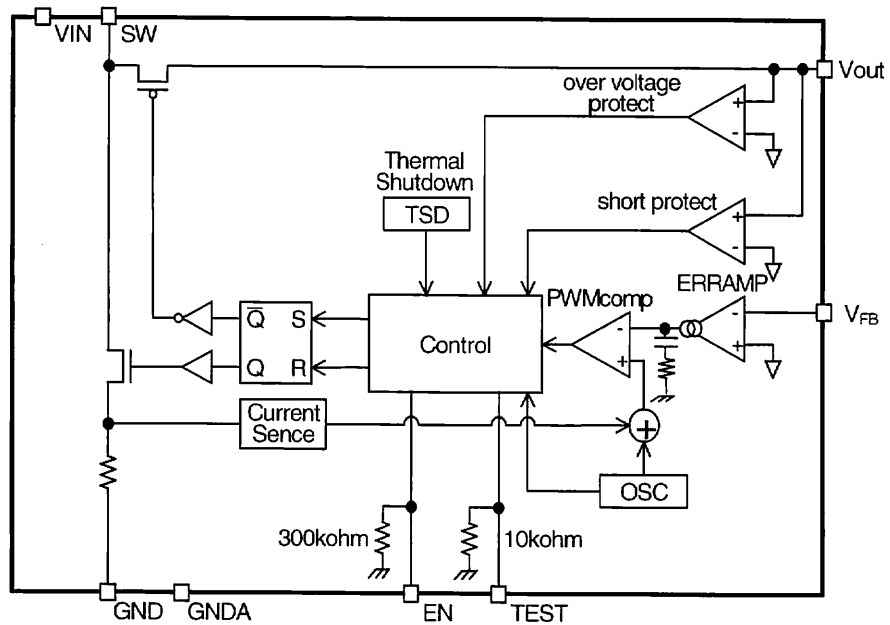 VIN
SW
Vout
over voltage
protect
+
-
Thermal
Shutdown
TSD
short protect
+
-
ERRAMP
PWMcomp
VFB
Q̅ S
Q R
Control
-
+
-
+
Current
Sence
+
OSC
300kohm
10kohm
GND
GNDA
EN
TEST